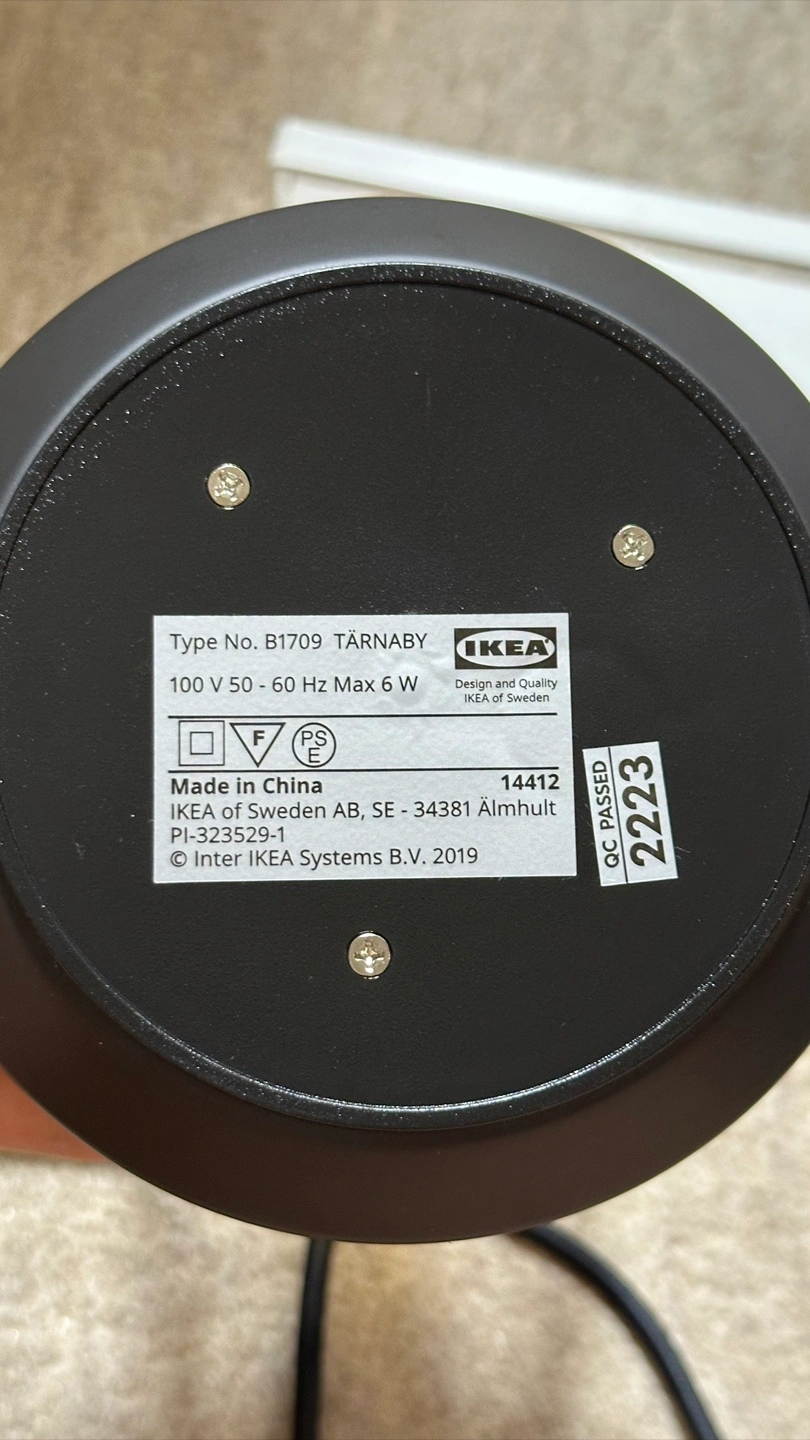 Type No. B1709 TÄRNABY
IKEA
100 V 50 - 60 Hz Max 6 W
Design and Quality
IKEA of Sweden
F
PS
E
Made in China 14412
IKEA of Sweden AB, SE - 34381 Älmhult
PI-323529-1
© Inter IKEA Systems B.V. 2019
QC PASSED
2223